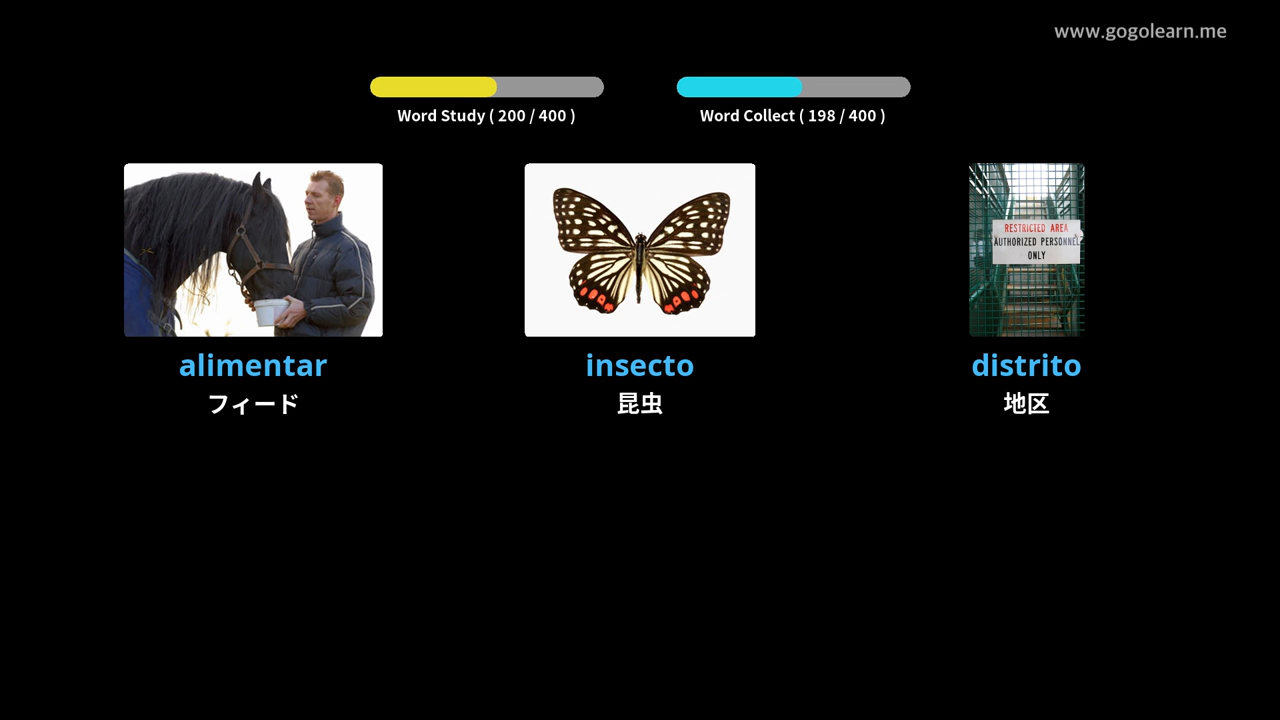 www.gogolearn.me
Word Study ( 200 / 400 )
Word Collect ( 198 / 400 )
RESTRICTED AREA
AUTHORIZED PERSONNEL
ONLY
alimentar
insecto
distrito
フィード
昆虫
地区